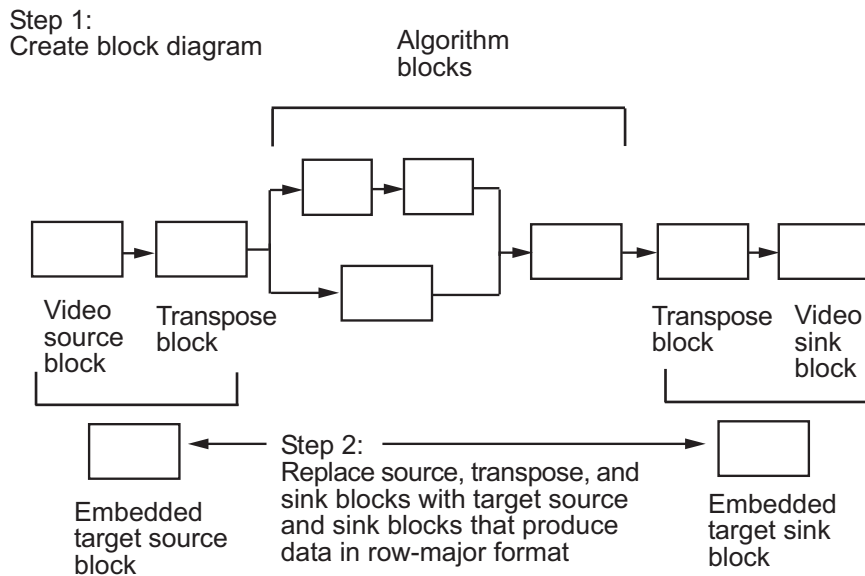 Step 1:
Create block diagram
Algorithm
blocks
Video
source
block
Transpose
block
Transpose
block
Video
sink
block
Step 2:
Replace source, transpose, and
sink blocks with target source
and sink blocks that produce
data in row-major format
Embedded
target source
block
Embedded
target sink
block